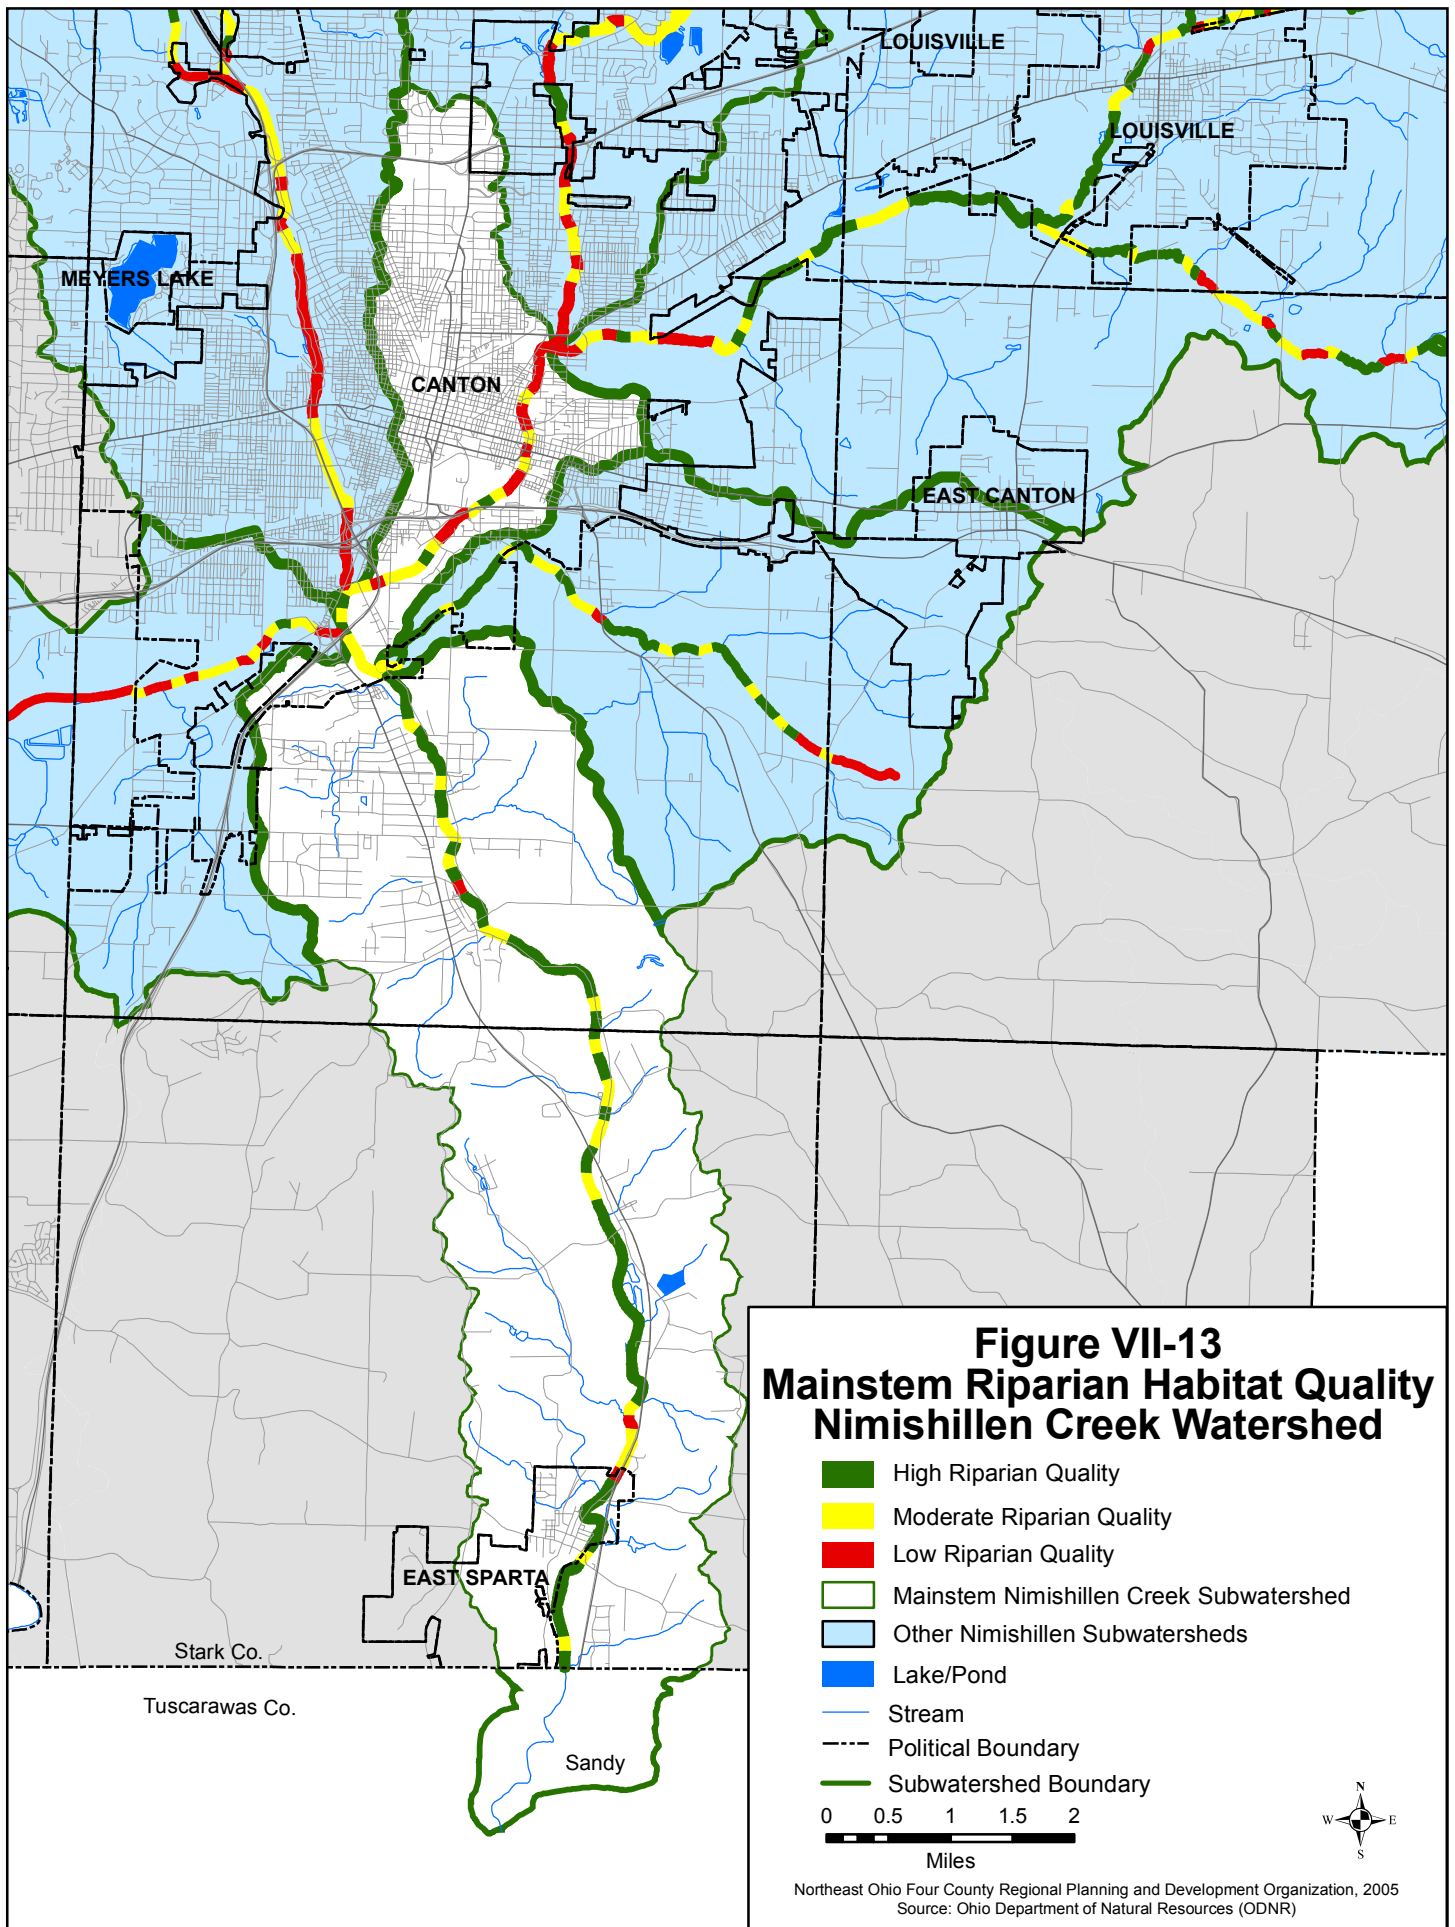 LOUISVILLE
LOUISVILLE
MEYERS LAKE
CANTON
EAST CANTON
EAST SPARTA
Stark Co.
Tuscarawas Co.
Sandy
Figure VII-13
Mainstem Riparian Habitat Quality
Nimishillen Creek Watershed
High Riparian Quality
Moderate Riparian Quality
Low Riparian Quality
Mainstem Nimishillen Creek Subwatershed
Other Nimishillen Subwatersheds
Lake/Pond
Stream
Political Boundary
Subwatershed Boundary
0 0.5 1 1.5 2
Miles
N
W E
S
Northeast Ohio Four County Regional Planning and Development Organization, 2005
Source: Ohio Department of Natural Resources (ODNR)